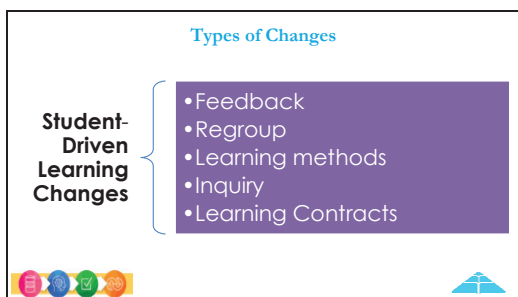 Types of Changes
Student-
Driven
Learning
Changes
•Feedback
•Regroup
•Learning methods
•Inquiry
•Learning Contracts